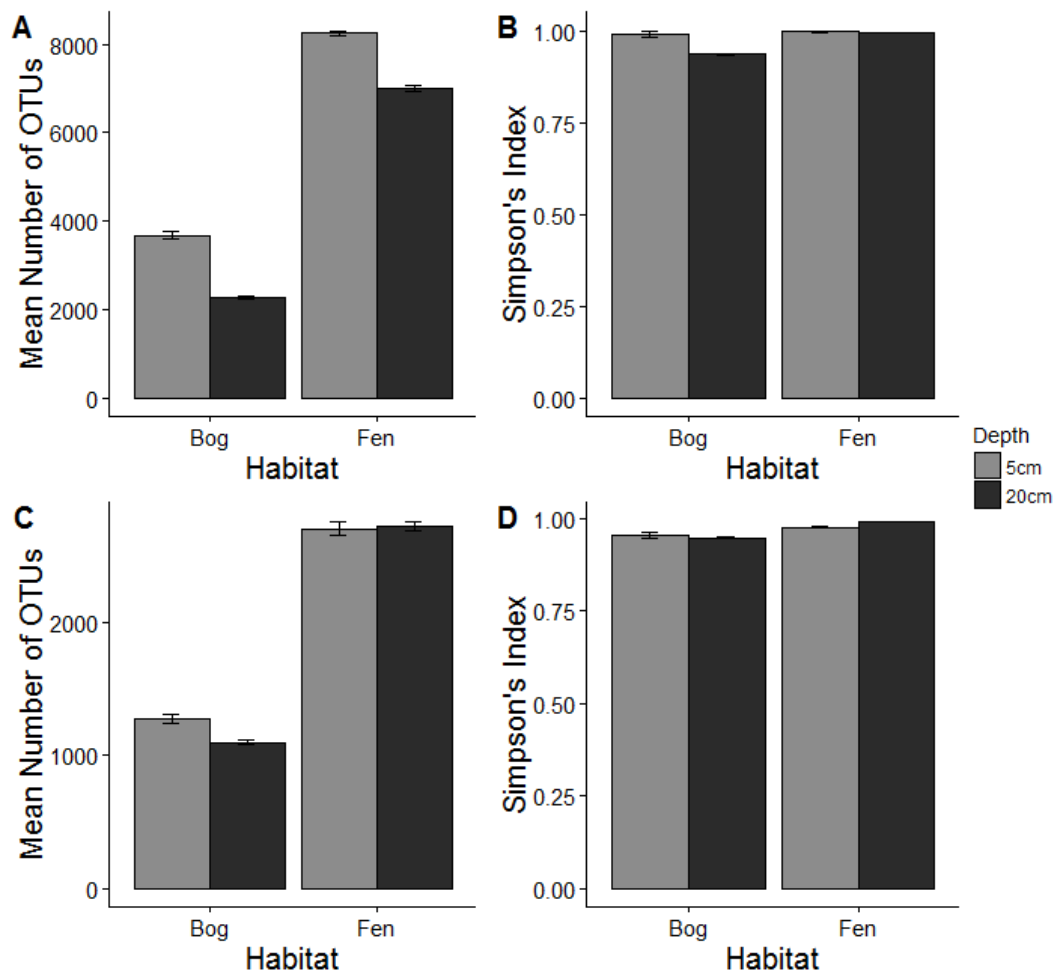 A
Mean Number of OTUs
8000
6000
4000
2000
0
Bog
Fen
Habitat
B
Simpson's Index
1.00
0.75
0.50
0.25
0.00
Bog
Fen
Habitat
Depth
5cm
20cm
C
Mean Number of OTUs
2000
1000
0
Bog
Fen
Habitat
D
Simpson's Index
1.00
0.75
0.50
0.25
0.00
Bog
Fen
Habitat